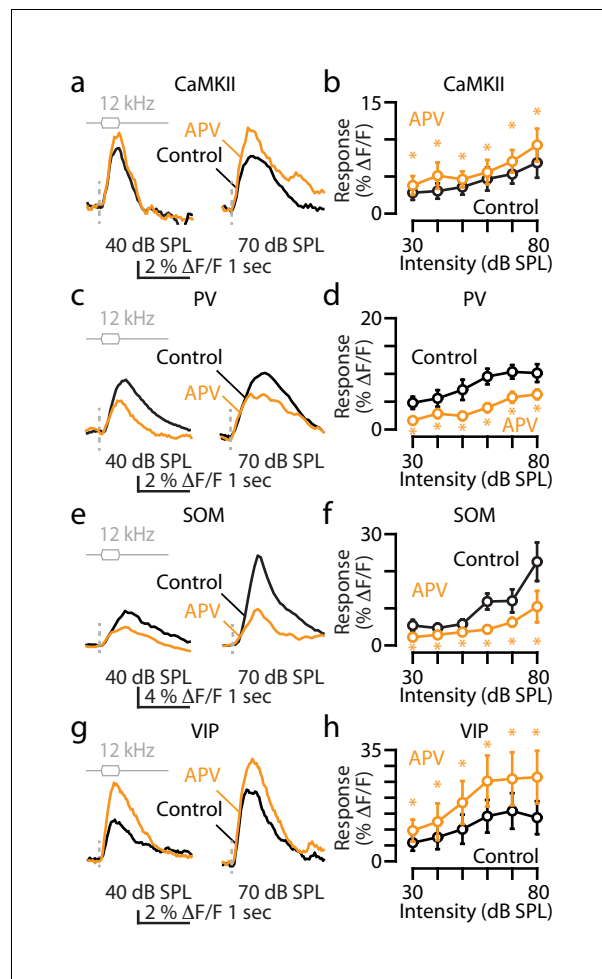 a
CaMKII
12 kHz
APV
Control
40 dB SPL
70 dB SPL
2 % ΔF/F 1 sec
b
CaMKII
Response
(% ΔF/F)
15
0
APV
* * * * * *
Control
30
80
Intensity (dB SPL)
c
PV
12 kHz
Control
APV
40 dB SPL
70 dB SPL
2 % ΔF/F 1 sec
d
PV
Response
(% ΔF/F)
20
0
Control
APV
* * * * * *
30
80
Intensity (dB SPL)
e
SOM
12 kHz
Control
APV
40 dB SPL
70 dB SPL
4 % ΔF/F 1 sec
f
SOM
Response
(% ΔF/F)
30
0
Control
APV
* * * * * *
30
80
Intensity (dB SPL)
g
VIP
12 kHz
APV
Control
40 dB SPL
70 dB SPL
2 % ΔF/F 1 sec
h
VIP
Response
(% ΔF/F)
35
0
APV
* * * * * *
Control
30
80
Intensity (dB SPL)